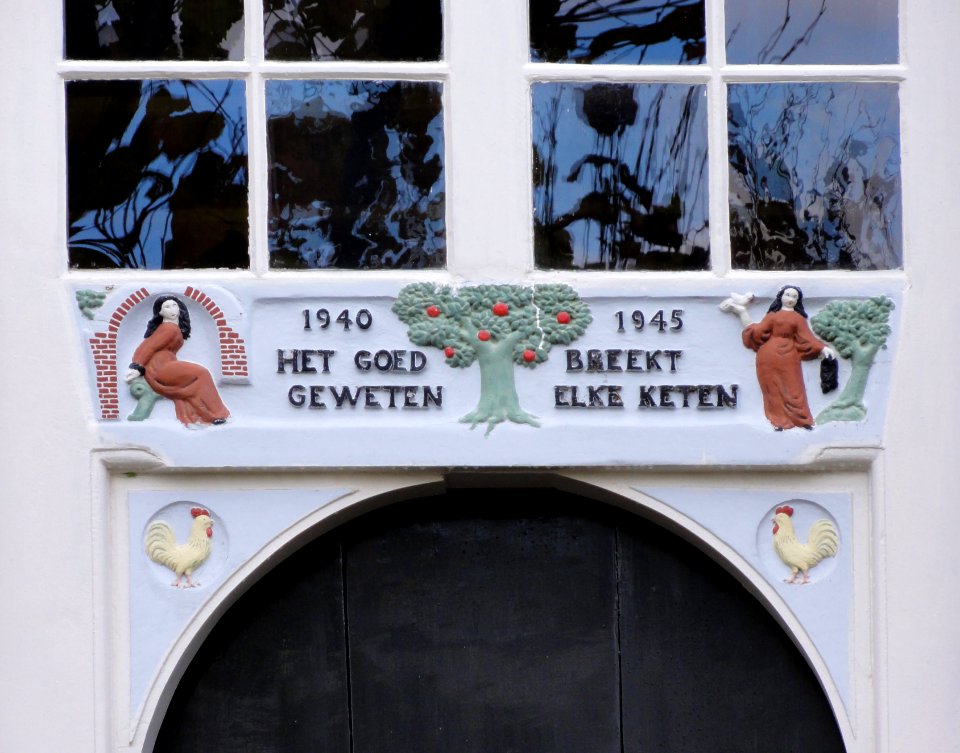 1940 1945
HET GOED BREEKT
GEWETEN ELKE KETEN